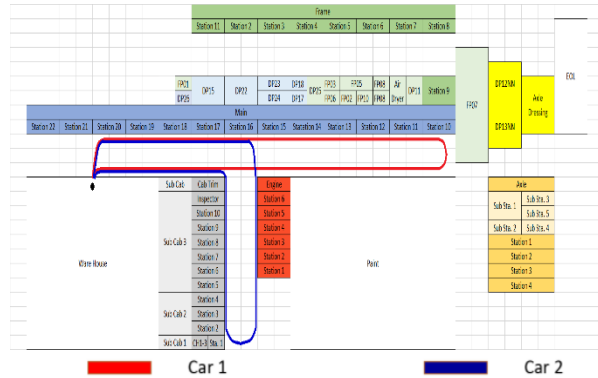 Frame
Station 11 Station 2 Station 3 Station 4 Station 5 Station 6 Station 7 Station 8
FP01 DP15 DP22 DP23 DP18 DP25 FP03 FP05 FP08 Air DP11 Station 9
DP26 DP24 DP17 FP06 FP02 FP10 FP08 Dryer
FP07
DP12NM
DP13NM
Axle
Dressing
EOL
Main
Station 22 Station 21 Station 20 Station 19 Station 18 Station 17 Station 16 Station 15 Statestion 14 Station 13 Station 12 Station 11 Station 10
Sub Cab Cab Trim Engine Axle
Inspector Station 6 Sub Sta. 1 Sub Sta. 3
Station 10 Station 5 Sub Sta. 5
Station 9 Station 4 Sub Sta. 2 Sub Sta. 4
Ware House Sub Cab 3 Station 8 Station 3 Paint Station 1
Station 7 Station 2 Station 2
Station 6 Station 1 Station 3
Station 5 Station 4
Sub Cab 2 Station 4
Station 3
Station 2
Sub Cab 1 CH1-3 Sta. 1
Car 1 Car 2